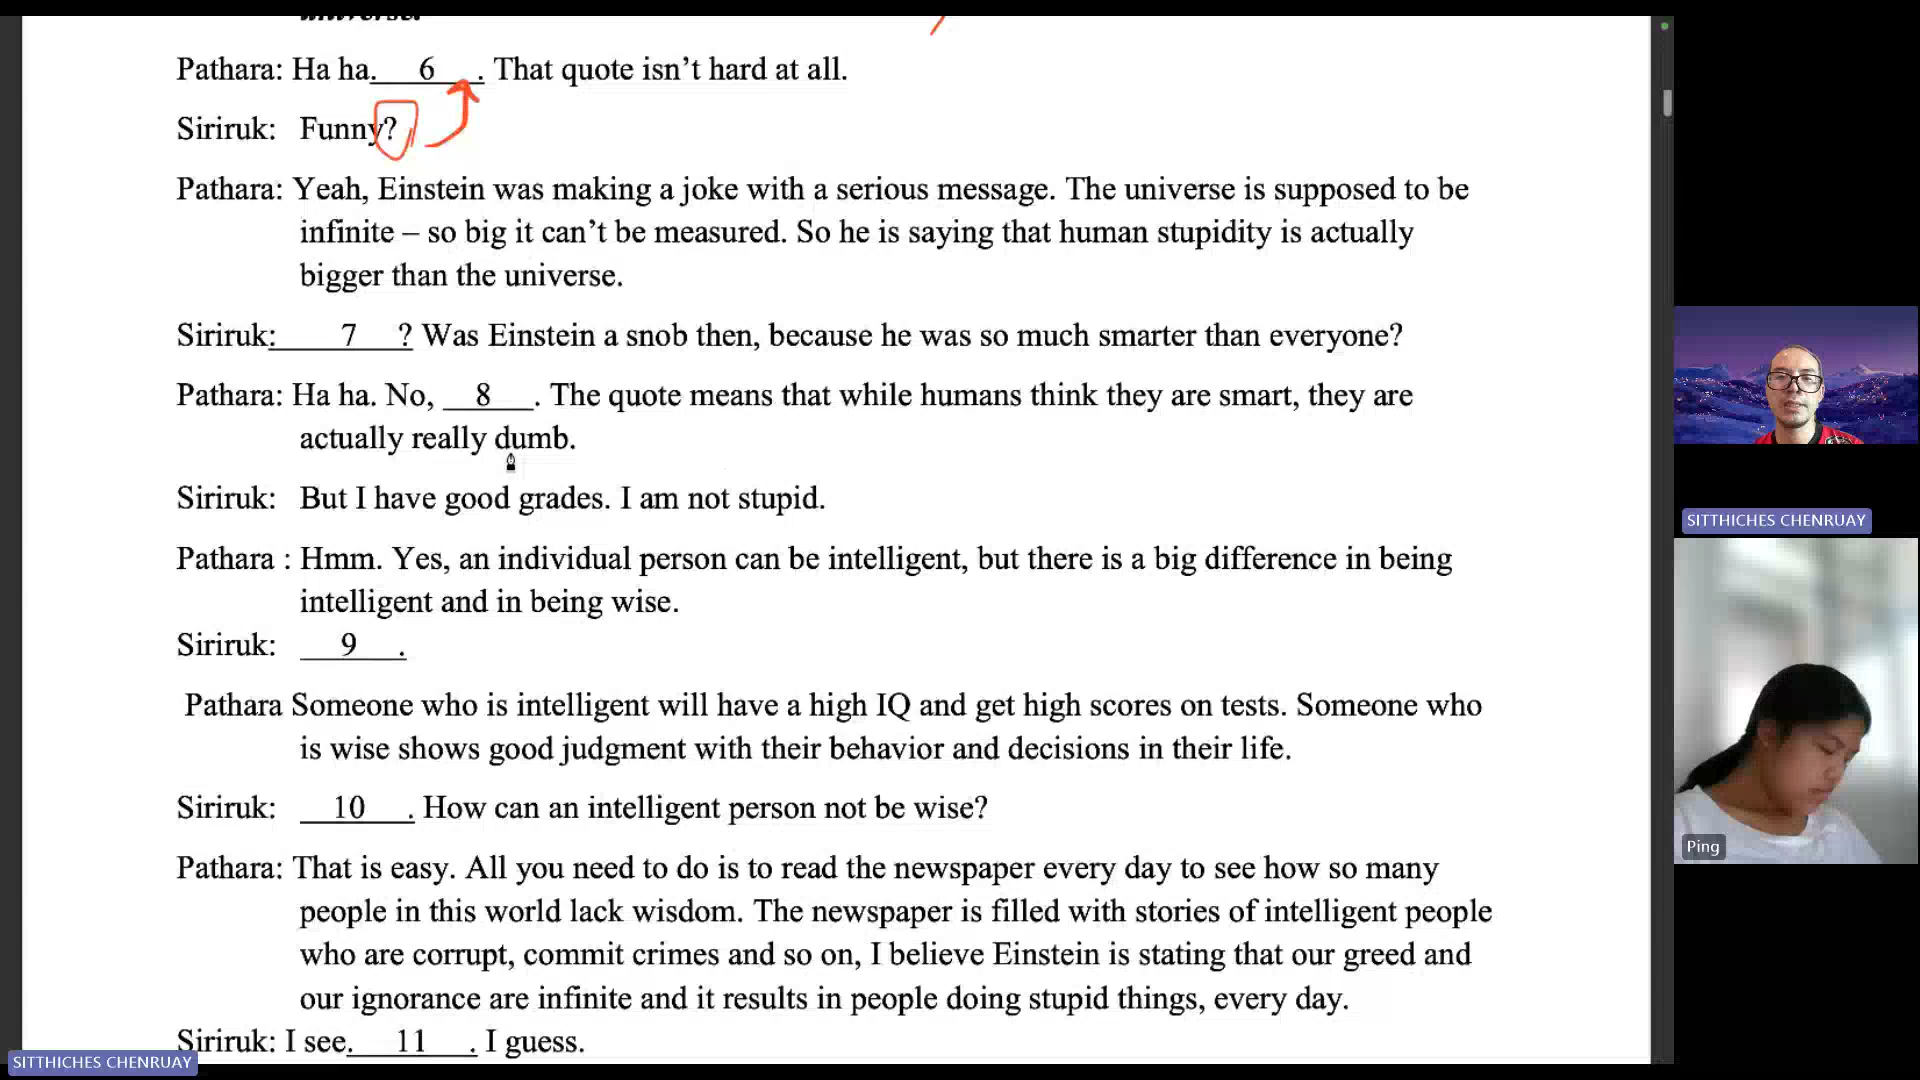 universe.
Pathara: Ha ha. 6 . That quote isn't hard at all.
Siriruk: Funny?
Pathara: Yeah, Einstein was making a joke with a serious message. The universe is supposed to be
infinite – so big it can't be measured. So he is saying that human stupidity is actually
bigger than the universe.
Siriruk: 7 ? Was Einstein a snob then, because he was so much smarter than everyone?
Pathara: Ha ha. No, 8 . The quote means that while humans think they are smart, they are
actually really dumb.
Siriruk: But I have good grades. I am not stupid.
Pathara : Hmm. Yes, an individual person can be intelligent, but there is a big difference in being
intelligent and in being wise.
Siriruk: 9 .
Pathara Someone who is intelligent will have a high IQ and get high scores on tests. Someone who
is wise shows good judgment with their behavior and decisions in their life.
Siriruk: 10 . How can an intelligent person not be wise?
Pathara: That is easy. All you need to do is to read the newspaper every day to see how so many
people in this world lack wisdom. The newspaper is filled with stories of intelligent people
who are corrupt, commit crimes and so on, I believe Einstein is stating that our greed and
our ignorance are infinite and it results in people doing stupid things, every day.
Siriruk: I see. 11 . I guess.
SITTHICHES CHENRUAY
SITTHICHES CHENRUAY
Ping